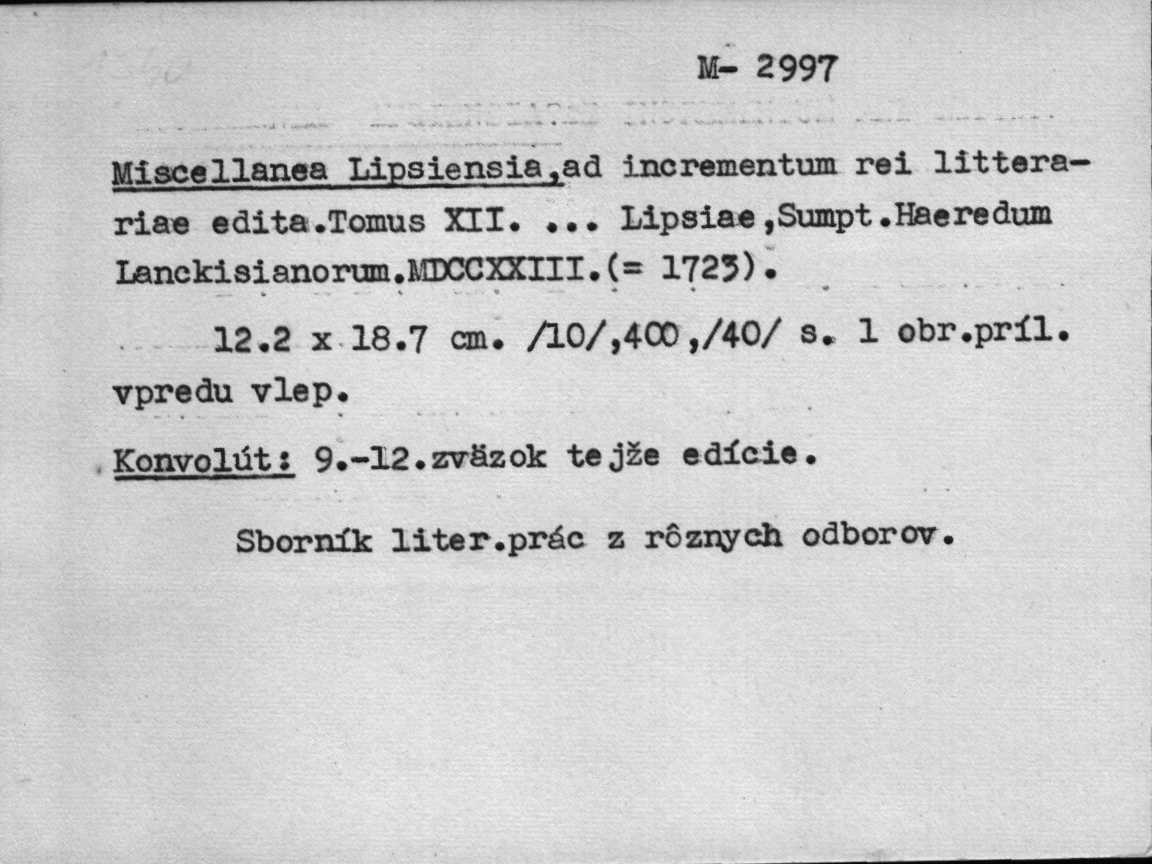 M- 2997
Miscellanea Lipsiensia,ad incrementum rei littera-
riae edita.Tomus XII. ... Lipsiae,Sumpt.Haeredum
Lanckisianorum.MDCCXXIII.(= 1723).
12.2 x 18.7 cm. /10/,400,/40/ s. 1 obr.príl.
vpredu vlep.
Konvolút: 9.-12.zväzok tejže edície.
Sborník liter.prác z rôznych odborov.